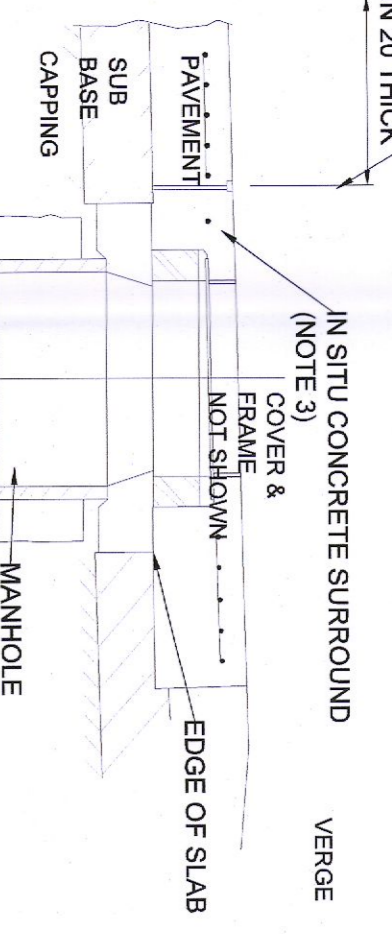 N 20 THICK
IN SITU CONCRETE SURROUND
(NOTE 3)
VERGE
COVER &
FRAME
NOT SHOWN
PAVEMENT
SUB
BASE
CAPPING
EDGE OF SLAB
MANHOLE